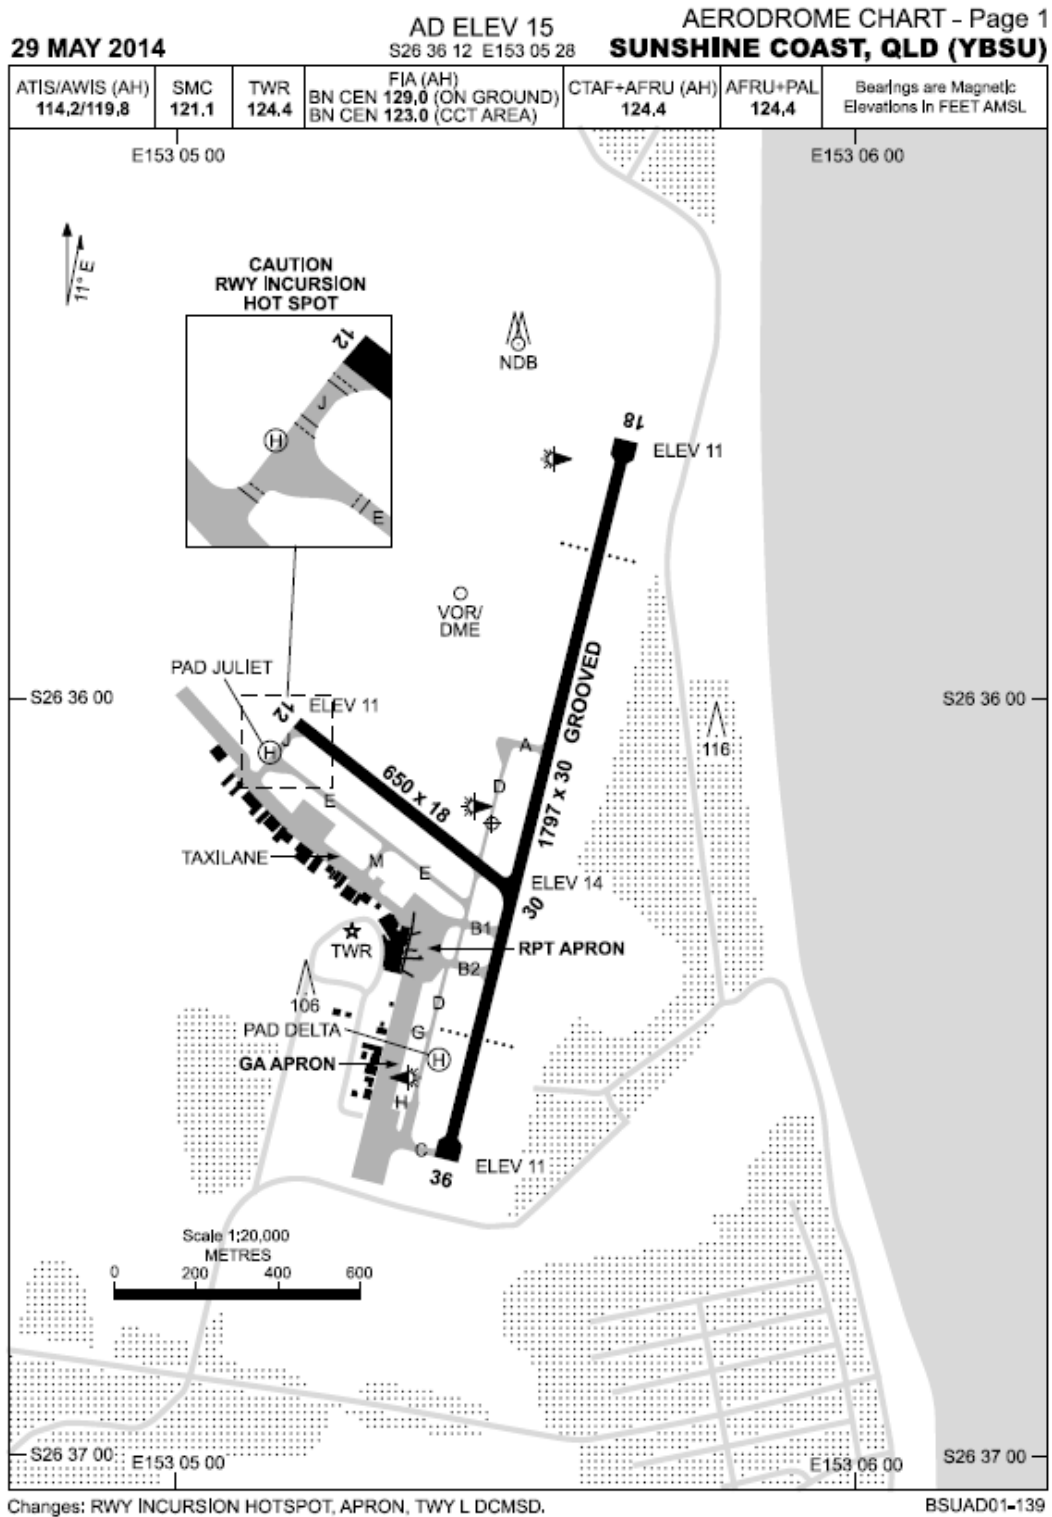 29 MAY 2014
AD ELEV 15
S26 36 12 E153 05 28
AERODROME CHART - Page 1
SUNSHINE COAST, QLD (YBSU)
ATIS/AWIS (AH)
114.2/119.8
SMC
121.1
TWR
124.4
FIA (AH)
BN CEN 129.0 (ON GROUND)
BN CEN 123.0 (CCT AREA)
CTAF+AFRU (AH)
124.4
AFRU+PAL
124.4
Bearings are Magnetic
Elevations in FEET AMSL
E153 05 00
E153 06 00
11° E
CAUTION
RWY INCURSION
HOT SPOT
12
J
H
E
NDB
18
ELEV 11
VOR/
DME
PAD JULIET
S26 36 00
S26 36 00
12
ELEV 11
J
H
1797 x 30 GROOVED
116
A
D
650 x 18
E
TAXILANE
M
E
ELEV 14
30
B1
TWR
RPT APRON
B2
106
D
PAD DELTA
G
H
GA APRON
H
C
36
ELEV 11
Scale 1:20,000
METRES
0 200 400 600
S26 37 00
E153 05 00
E153 06 00
S26 37 00
Changes: RWY INCURSION HOTSPOT, APRON, TWY L DCMSD.
BSUAD01-139